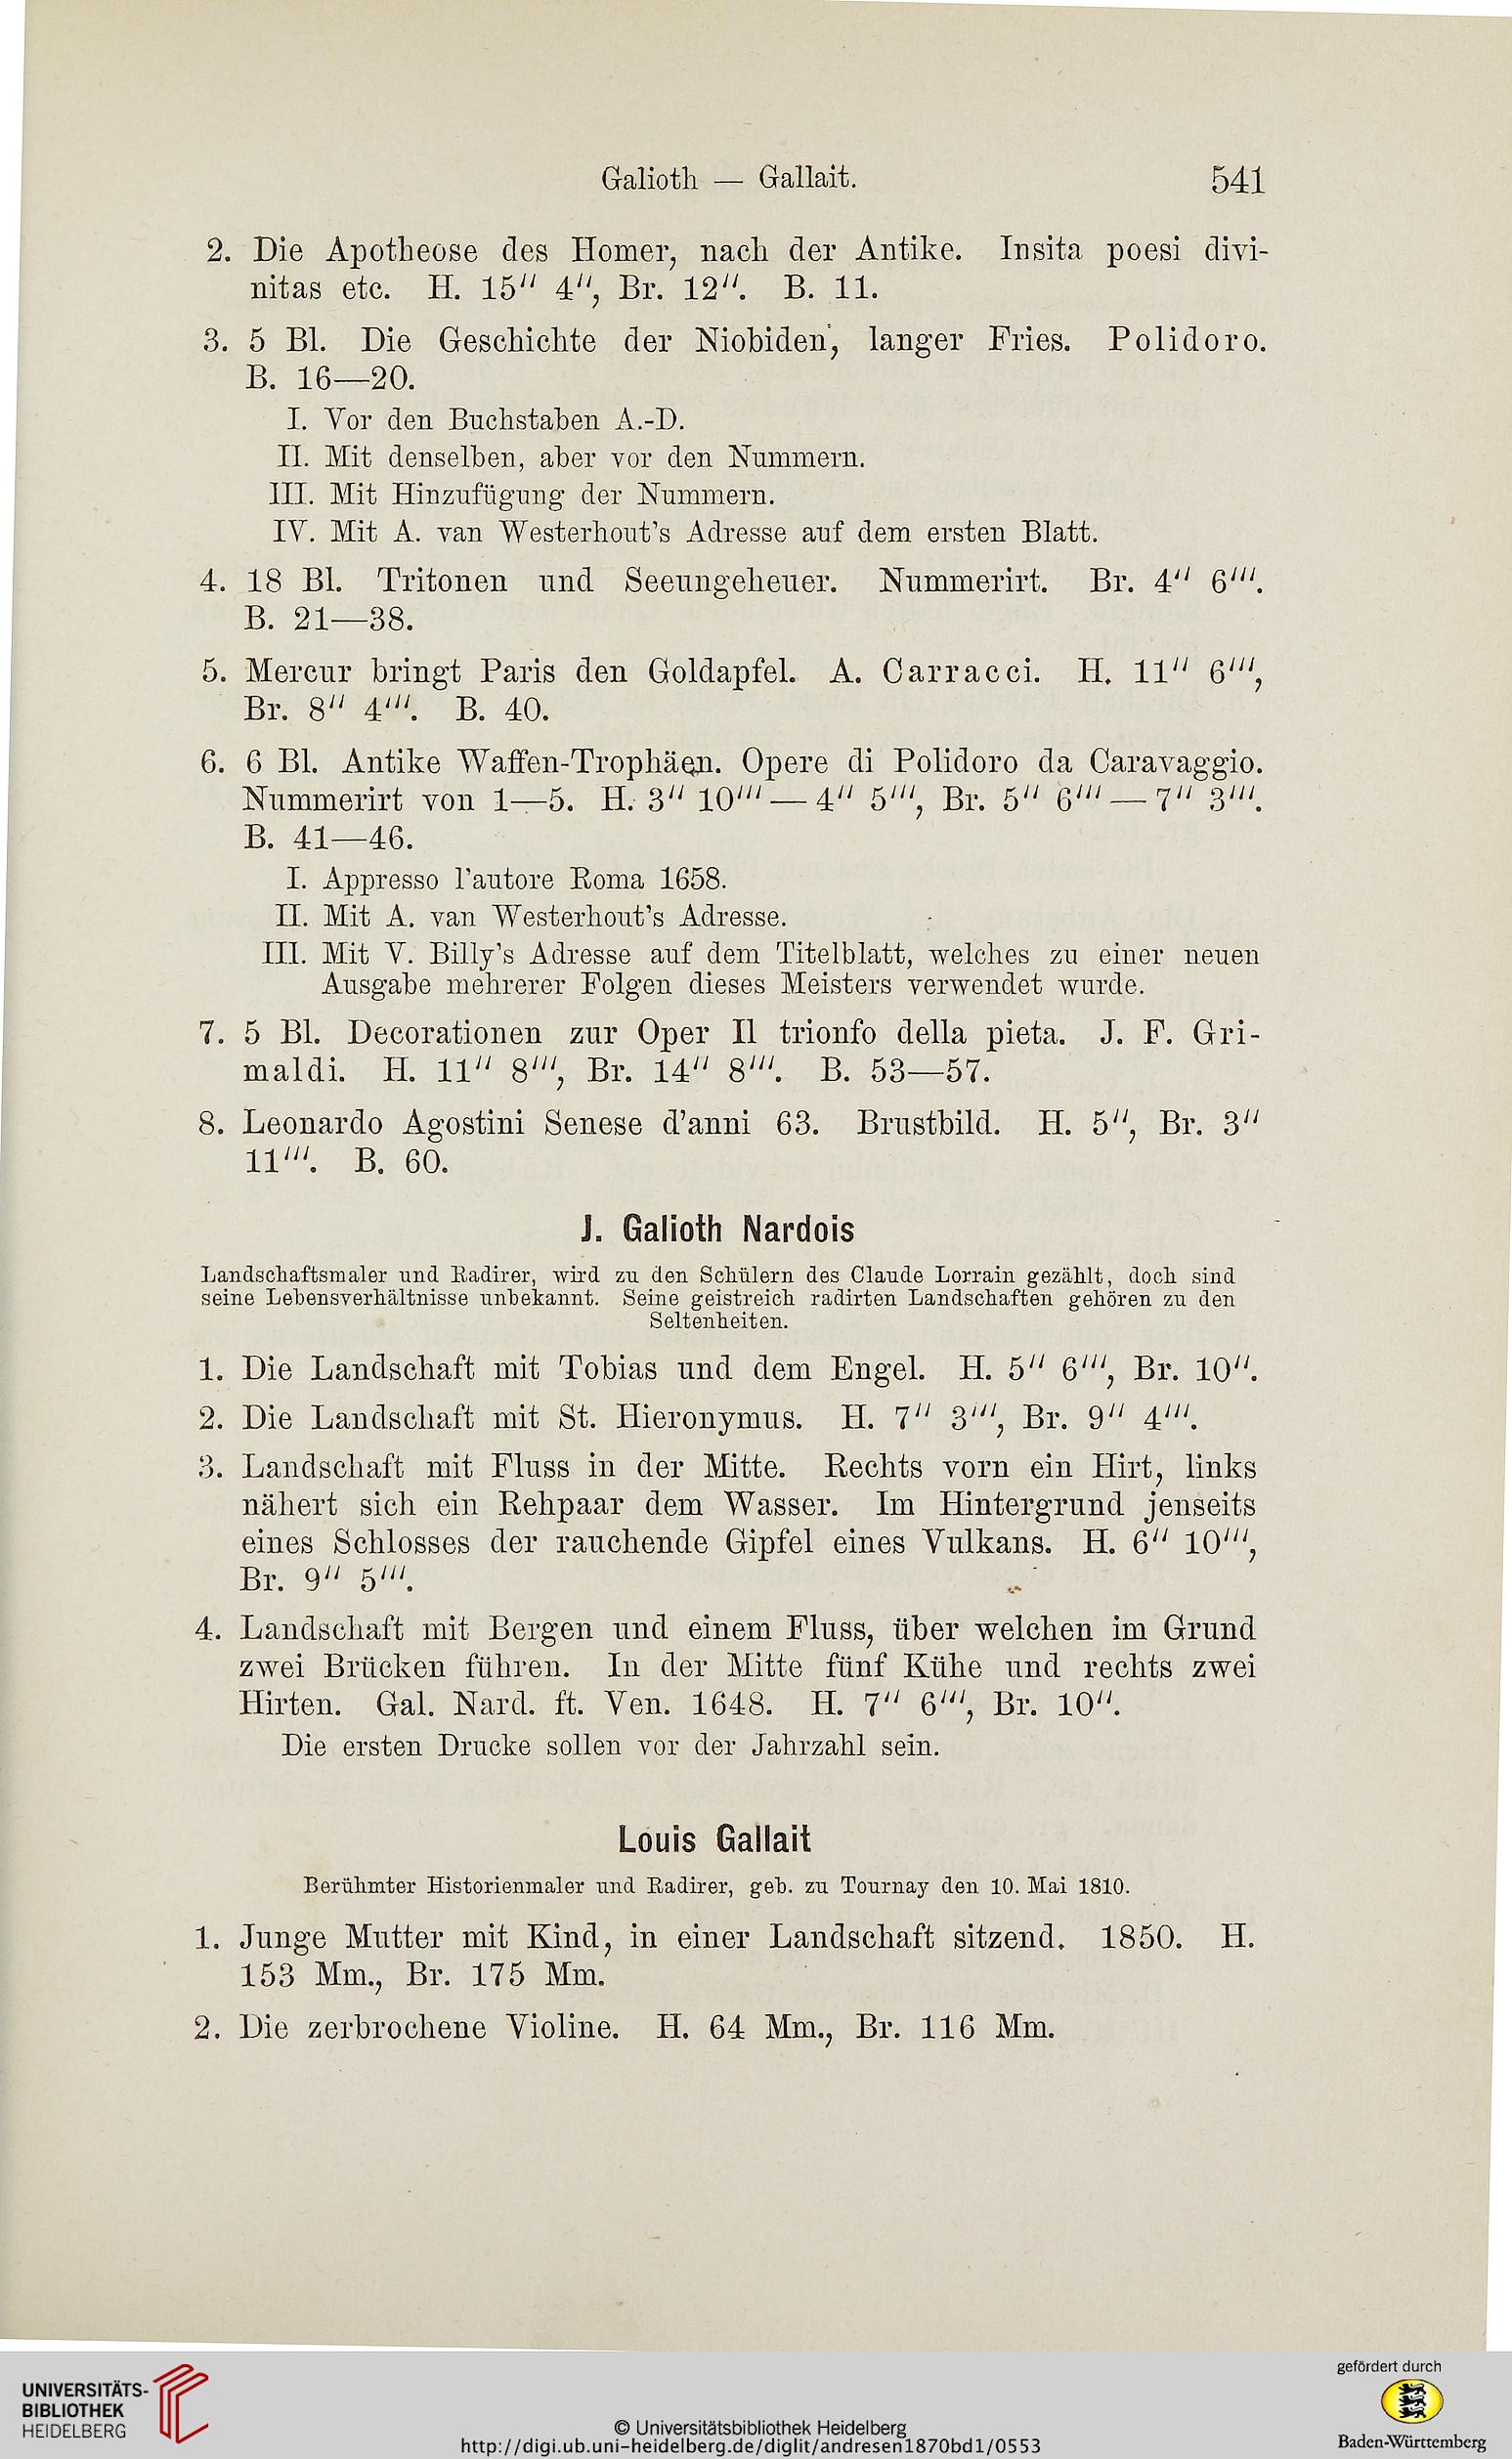 Galioth — Gallait. 541
2. Die Apotheose des Homer, nach der Antike. Insita poesi divi-
nitas etc. H. 15″ 4″, Br. 12″. B. 11.
3. 5 Bl. Die Geschichte der Niobiden, langer Fries. Polidoro.
B. 16—20.
I. Vor den Buchstaben A.-D.
II. Mit denselben, aber vor den Nummern.
III. Mit Hinzufügung der Nummern.
IV. Mit A. van Westerhout's Adresse auf dem ersten Blatt.
4. 18 Bl. Tritonen und Seeungeheuer. Nummerirt. Br. 4″ 6‴.
B. 21—38.
5. Mercur bringt Paris den Goldapfel. A. Carracci. H. 11″ 6‴,
Br. 8″ 4‴. B. 40.
6. 6 Bl. Antike Waffen-Trophäen. Opere di Polidoro da Caravaggio.
Nummerirt von 1—5. H. 3″ 10‴ — 4″ 5‴, Br. 5″ 6‴ — 7″ 3‴.
B. 41—46.
I. Appresso l'autore Roma 1658.
II. Mit A. van Westerhout's Adresse.
III. Mit V. Billy's Adresse auf dem Titelblatt, welches zu einer neuen
Ausgabe mehrerer Folgen dieses Meisters verwendet wurde.
7. 5 Bl. Decorationen zur Oper Il trionfo della pieta. J. F. Gri-
maldi. H. 11″ 8‴, Br. 14″ 8‴. B. 53—57.
8. Leonardo Agostini Senese d'anni 63. Brustbild. H. 5″, Br. 3″
11‴. B. 60.
J. Galioth Nardois
Landschaftsmaler und Radirer, wird zu den Schülern des Claude Lorrain gezählt, doch sind
seine Lebensverhältnisse unbekannt. Seine geistreich radirten Landschaften gehören zu den
Seltenheiten.
1. Die Landschaft mit Tobias und dem Engel. H. 5″ 6‴, Br. 10″.
2. Die Landschaft mit St. Hieronymus. H. 7″ 3‴, Br. 9″ 4‴.
3. Landschaft mit Fluss in der Mitte. Rechts vorn ein Hirt, links
nähert sich ein Rehpaar dem Wasser. Im Hintergrund jenseits
eines Schlosses der rauchende Gipfel eines Vulkans. H. 6″ 10‴,
Br. 9″ 5‴.
4. Landschaft mit Bergen und einem Fluss, über welchen im Grund
zwei Brücken führen. In der Mitte fünf Kühe und rechts zwei
Hirten. Gal. Nard. ft. Ven. 1648. H. 7″ 6‴, Br. 10″.
Die ersten Drucke sollen vor der Jahrzahl sein.
Louis Gallait
Berühmter Historienmaler und Radirer, geb. zu Tournay den 10. Mai 1810.
1. Junge Mutter mit Kind, in einer Landschaft sitzend. 1850. H.
153 Mm., Br. 175 Mm.
2. Die zerbrochene Violine. H. 64 Mm., Br. 116 Mm.
UNIVERSITÄTS-
BIBLIOTHEK
HEIDELBERG
© Universitätsbibliothek Heidelberg
http://digi.ub.uni-heidelberg.de/diglit/andresen1870bd1/0553
gefördert durch
Baden-Württemberg